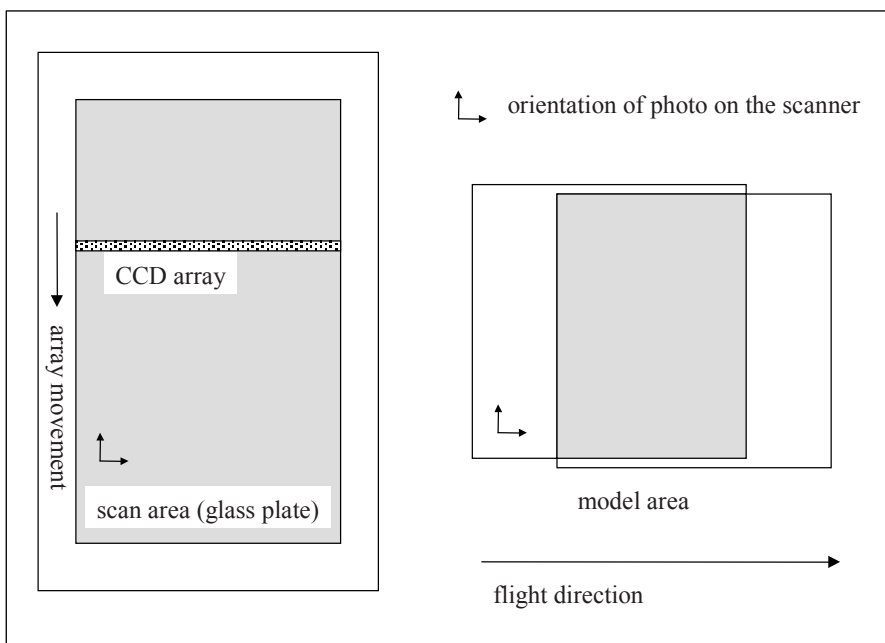 orientation of photo on the scanner
CCD array
array movement
scan area (glass plate)
model area
flight direction